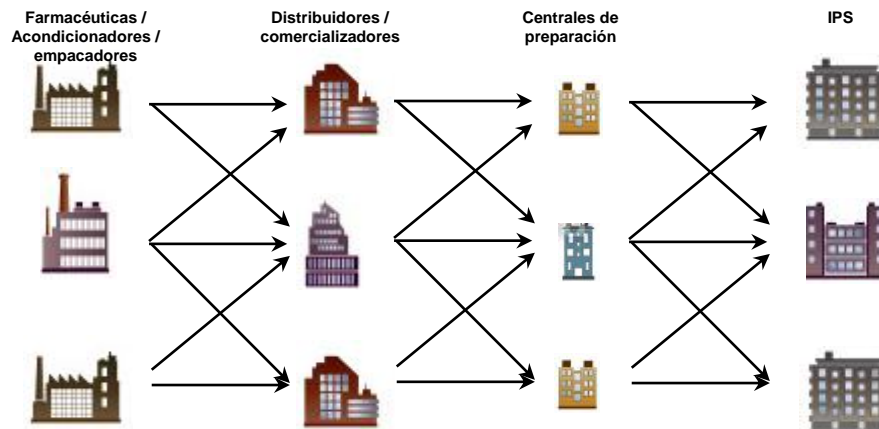 Farmacéuticas /
Acondicionadores /
empacadores
Distribuidores /
comercializadores
Centrales de
preparación
IPS